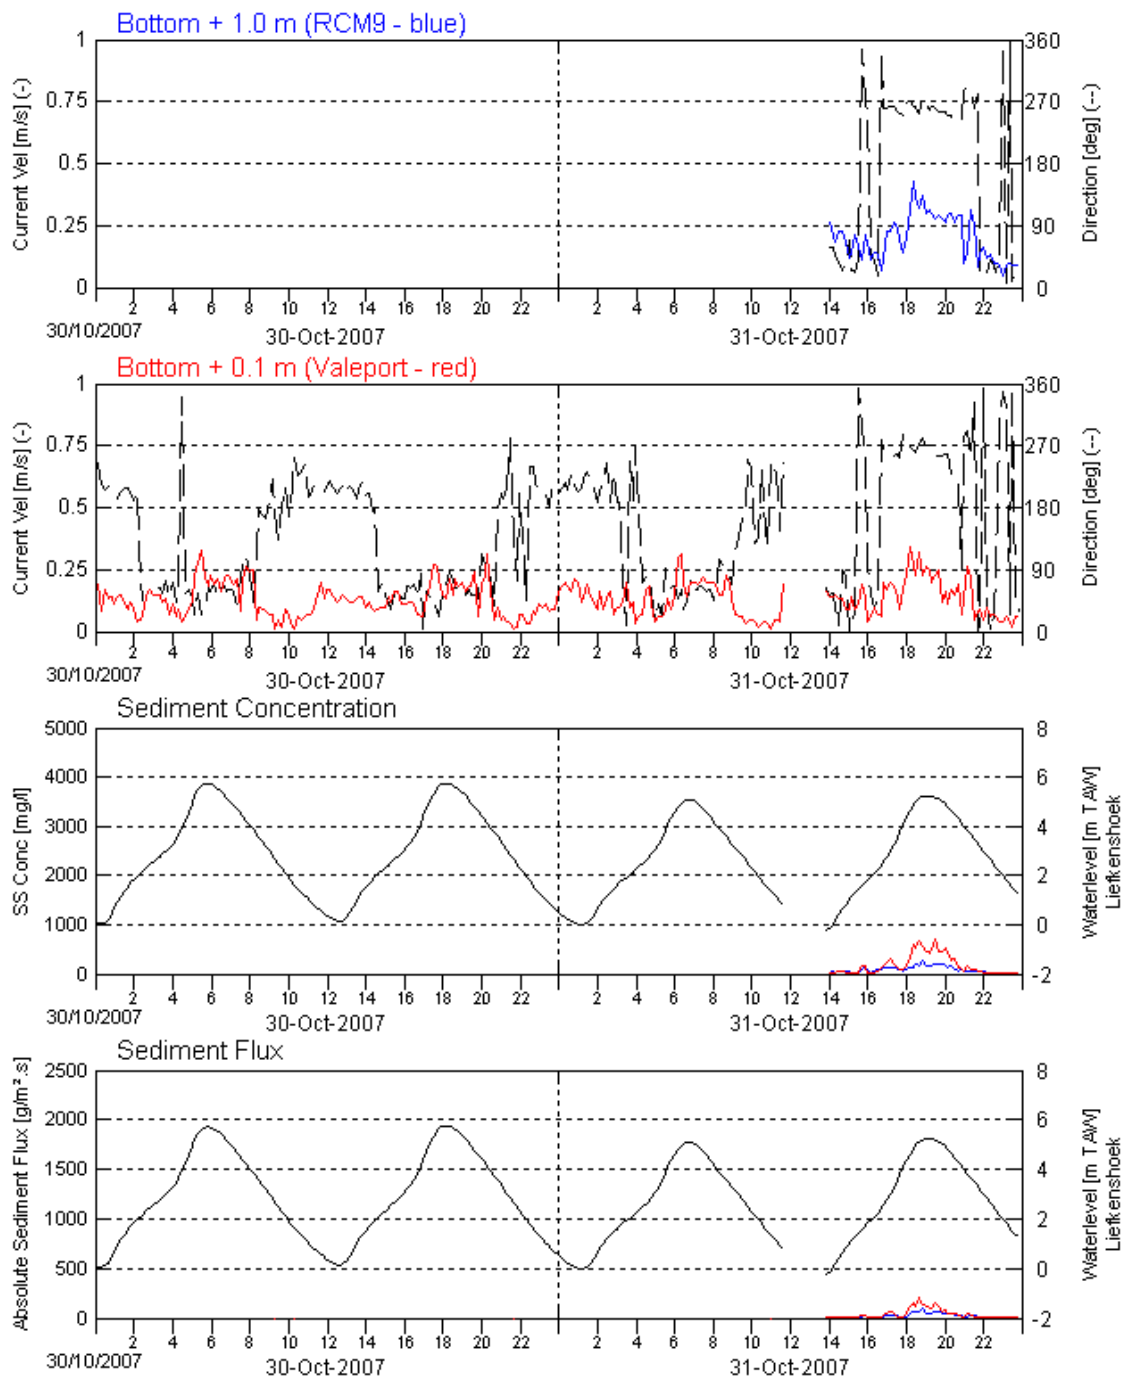 Bottom + 1.0 m (RCM9 - blue)
Current Vel [m/s] (-)
1
0.75
0.5
0.25
0
360
270
180
90
0
Direction [deg] (--)
2 4 6 8 10 12 14 16 18 20 22 2 4 6 8 10 12 14 16 18 20 22
30/10/2007 30-Oct-2007 31-Oct-2007
Bottom + 0.1 m (Valeport - red)
Current Vel [m/s] (-)
1
0.75
0.5
0.25
0
360
270
180
90
0
Direction [deg] (--)
2 4 6 8 10 12 14 16 18 20 22 2 4 6 8 10 12 14 16 18 20 22
30/10/2007 30-Oct-2007 31-Oct-2007
Sediment Concentration
SS Conc [mg/l]
5000
4000
3000
2000
1000
0
8
6
4
2
0
-2
Waterlevel [m TAW]
Liefkenshoek
2 4 6 8 10 12 14 16 18 20 22 2 4 6 8 10 12 14 16 18 20 22
30/10/2007 30-Oct-2007 31-Oct-2007
Sediment Flux
Absolute Sediment Flux [g/m².s]
2500
2000
1500
1000
500
0
8
6
4
2
0
-2
Waterlevel [m TAW]
Liefkenshoek
2 4 6 8 10 12 14 16 18 20 22 2 4 6 8 10 12 14 16 18 20 22
30/10/2007 30-Oct-2007 31-Oct-2007